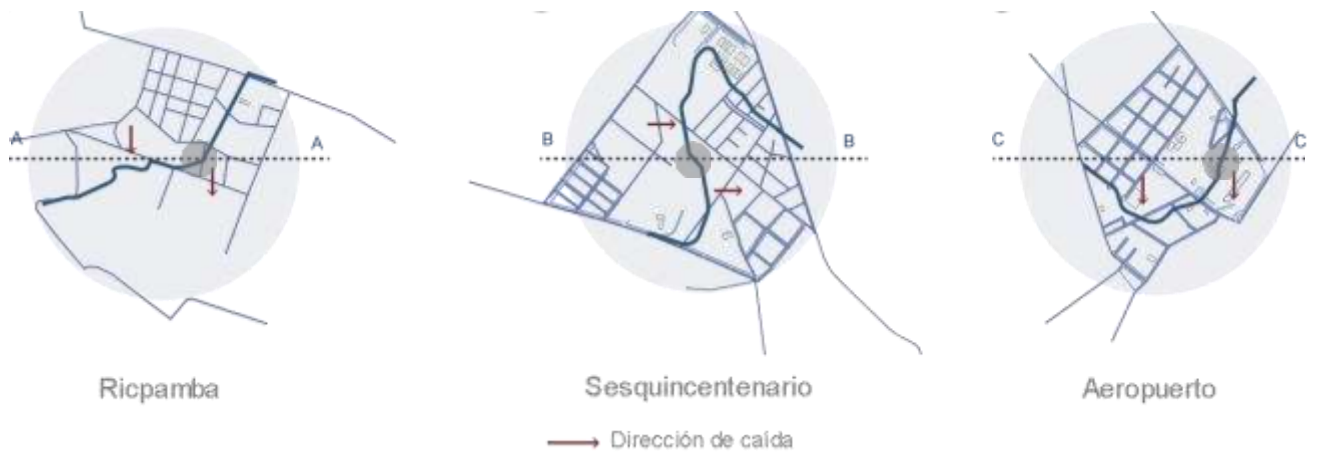 A A
B B
C C
Ricpamba
Sesquincentenario
Aeropuerto
Dirección de caída